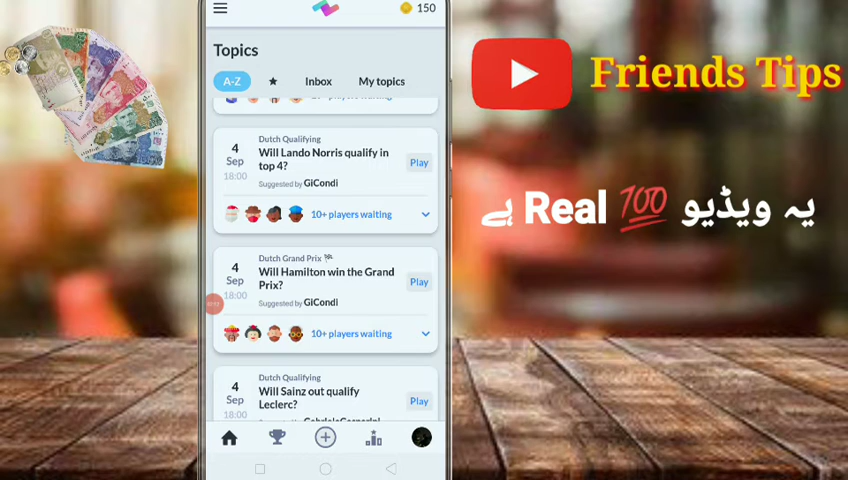 150
Topics
A-Z
Inbox
My topics
4
Sep
18:00
Dutch Qualifying
Will Lando Norris qualify in
top 4?
Suggested by GiCondi
Play
10+ players waiting
4
Sep
18:00
Dutch Grand Prix
Will Hamilton win the Grand
Prix?
Suggested by GiCondi
Play
10+ players waiting
4
Sep
18:00
Dutch Qualifying
Will Sainz out qualify
Leclerc?
Play
Friends Tips
یہ ویڈیو 💯 Real ہے